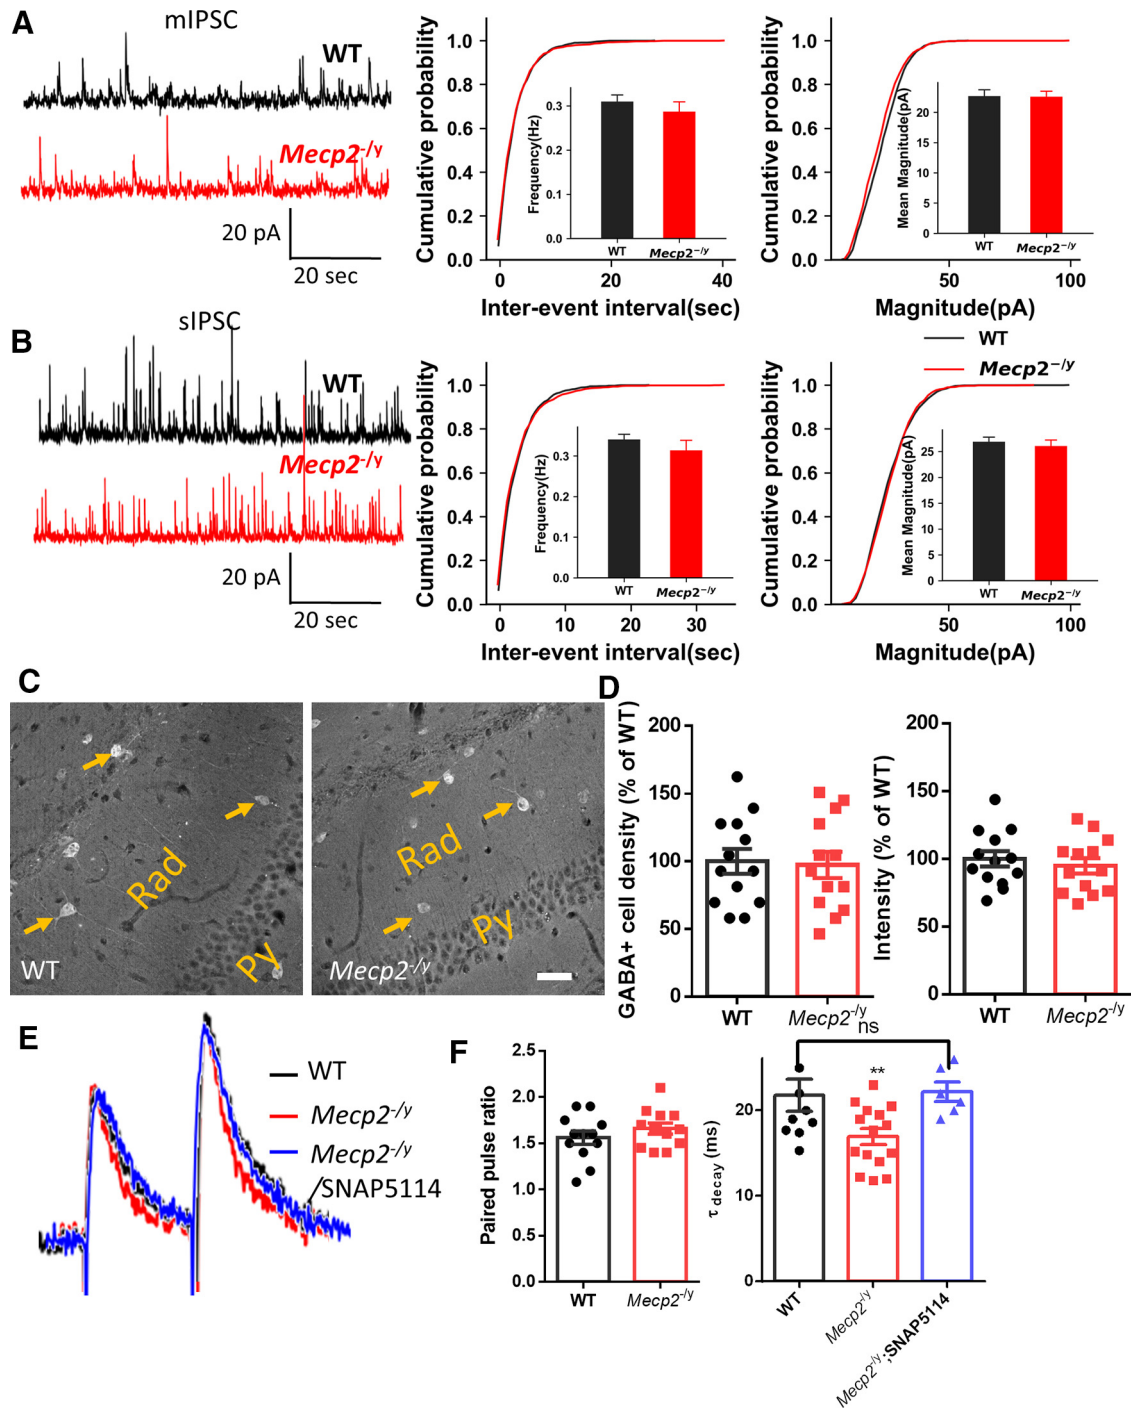 A
mIPSC
WT
Mecp2-/y
20 pA
20 sec
Cumulative probability
1.0
0.8
0.6
0.4
0.2
0.0
0
20
40
Inter-event interval(sec)
Frequency(Hz)
0.3
0.2
0.1
0.0
WT
Mecp2−/y
Cumulative probability
1.0
0.8
0.6
0.4
0.2
0.0
50
100
Magnitude(pA)
Mean Magnitude(pA)
20
15
10
5
0
WT
Mecp2−/y
B
sIPSC
WT
Mecp2-/y
20 pA
20 sec
Cumulative probability
1.0
0.8
0.6
0.4
0.2
0.0
0
10
20
30
Inter-event interval(sec)
Frequency(Hz)
0.3
0.2
0.1
0.0
WT
Mecp2−/y
WT
Mecp2−/y
Cumulative probability
1.0
0.8
0.6
0.4
0.2
0.0
50
100
Magnitude(pA)
Mean Magnitude(pA)
25
20
15
10
5
0
WT
Mecp2−/y
C
Rad
Py
WT
Rad
Py
Mecp2-/y
D
GABA+ cell density (% of WT)
200
150
100
50
0
WT
Mecp2-/y
Intensity (% of WT)
200
150
100
50
0
WT
Mecp2-/y
E
WT
Mecp2-/y
Mecp2-/y
/SNAP5114
F
Paired pulse ratio
2.5
2.0
1.5
1.0
0.5
0.0
WT
Mecp2-/y
ns
**
τ decay (ms)
20
10
0
WT
Mecp2-/y
Mecp2-/y;SNAP5114